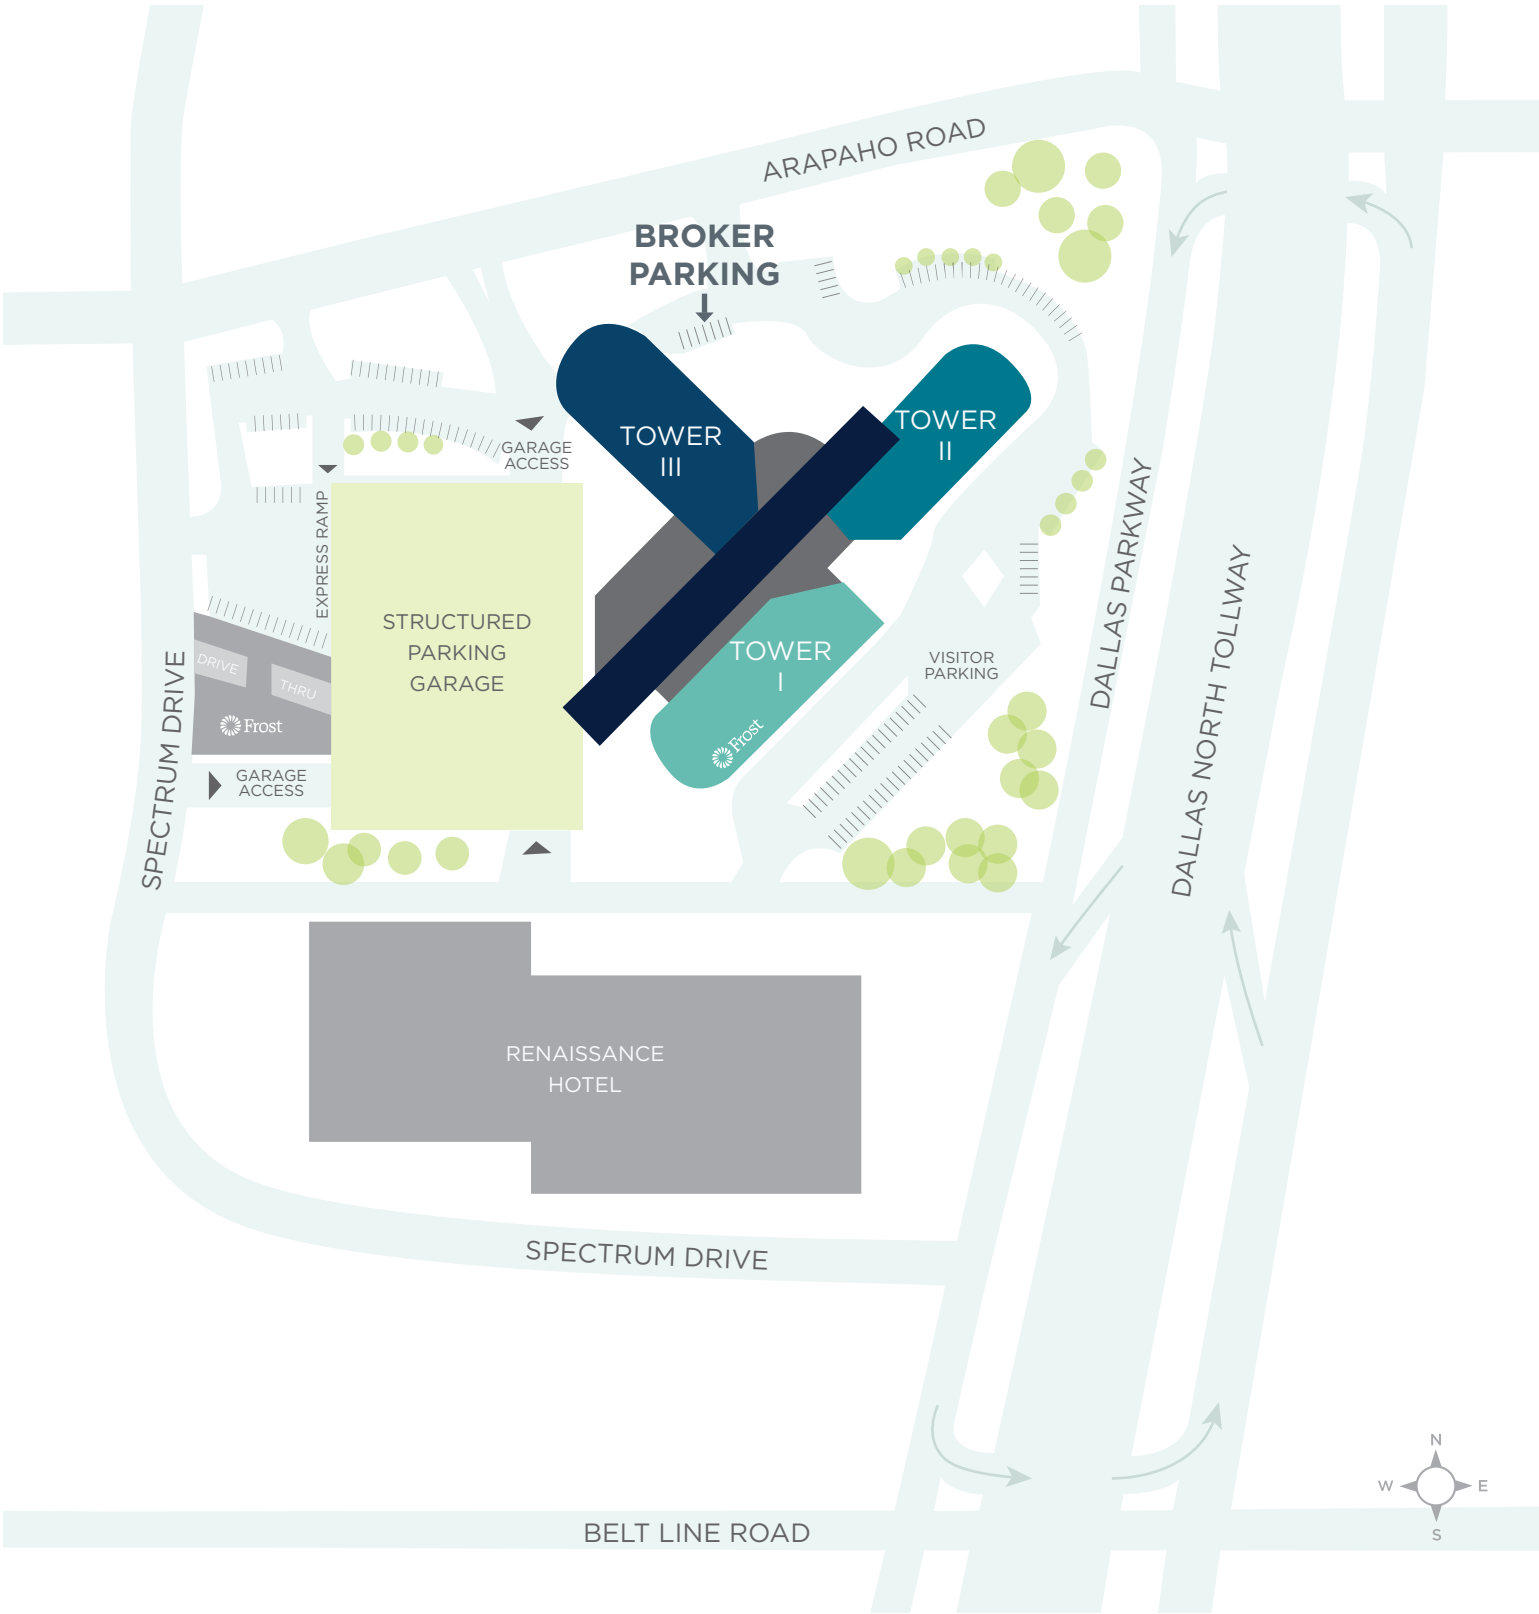 ARAPAHO ROAD
BROKER
PARKING
TOWER
III
TOWER
II
GARAGE
ACCESS
EXPRESS RAMP
STRUCTURED
PARKING
GARAGE
TOWER
I
Frost
VISITOR
PARKING
DALLAS PARKWAY
DALLAS NORTH TOLLWAY
DRIVE
THRU
Frost
SPECTRUM DRIVE
GARAGE
ACCESS
RENAISSANCE
HOTEL
SPECTRUM DRIVE
BELT LINE ROAD
N
W
E
S